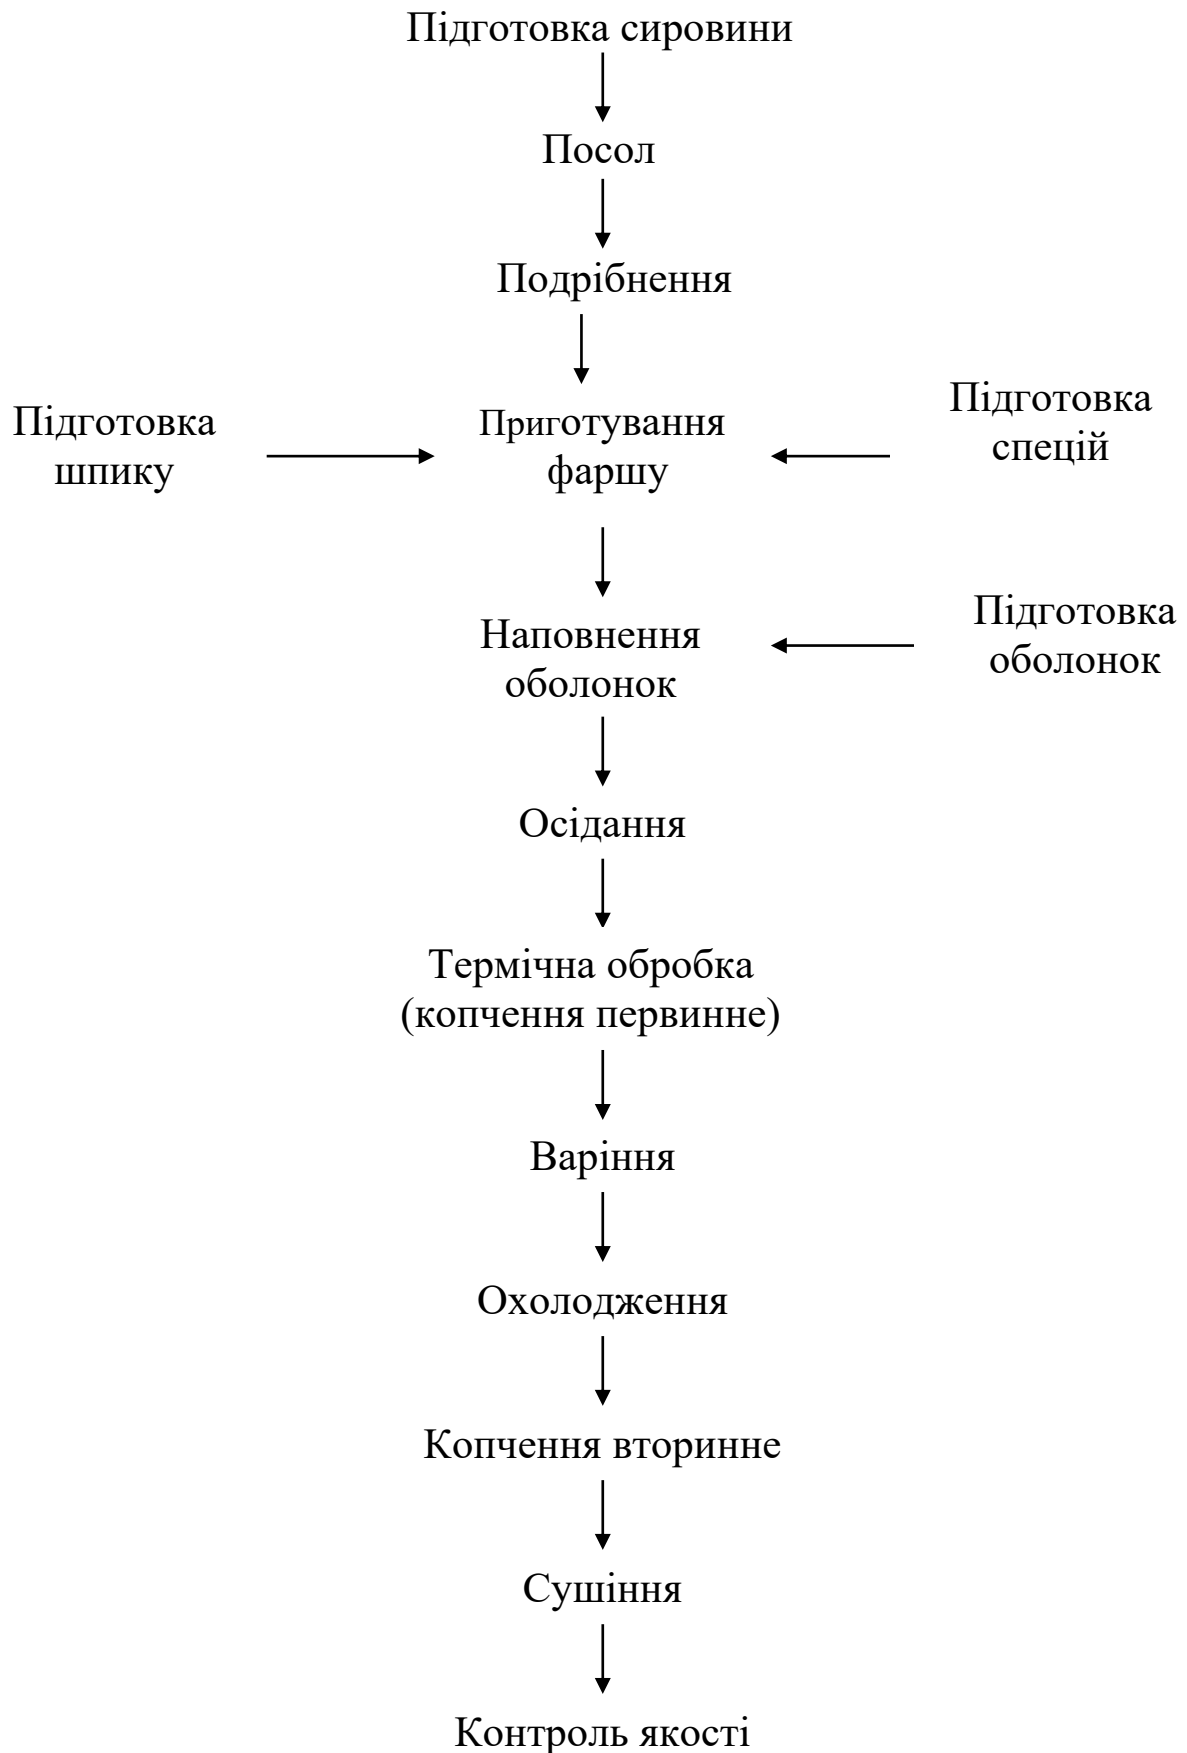 Підготовка сировини
Посол
Подрібнення
Підготовка
шпику
Приготування
фаршу
Підготовка
спецій
Наповнення
оболонок
Підготовка
оболонок
Осідання
Термічна обробка
(копчення первинне)
Варіння
Охолодження
Копчення вторинне
Сушіння
Контроль якості